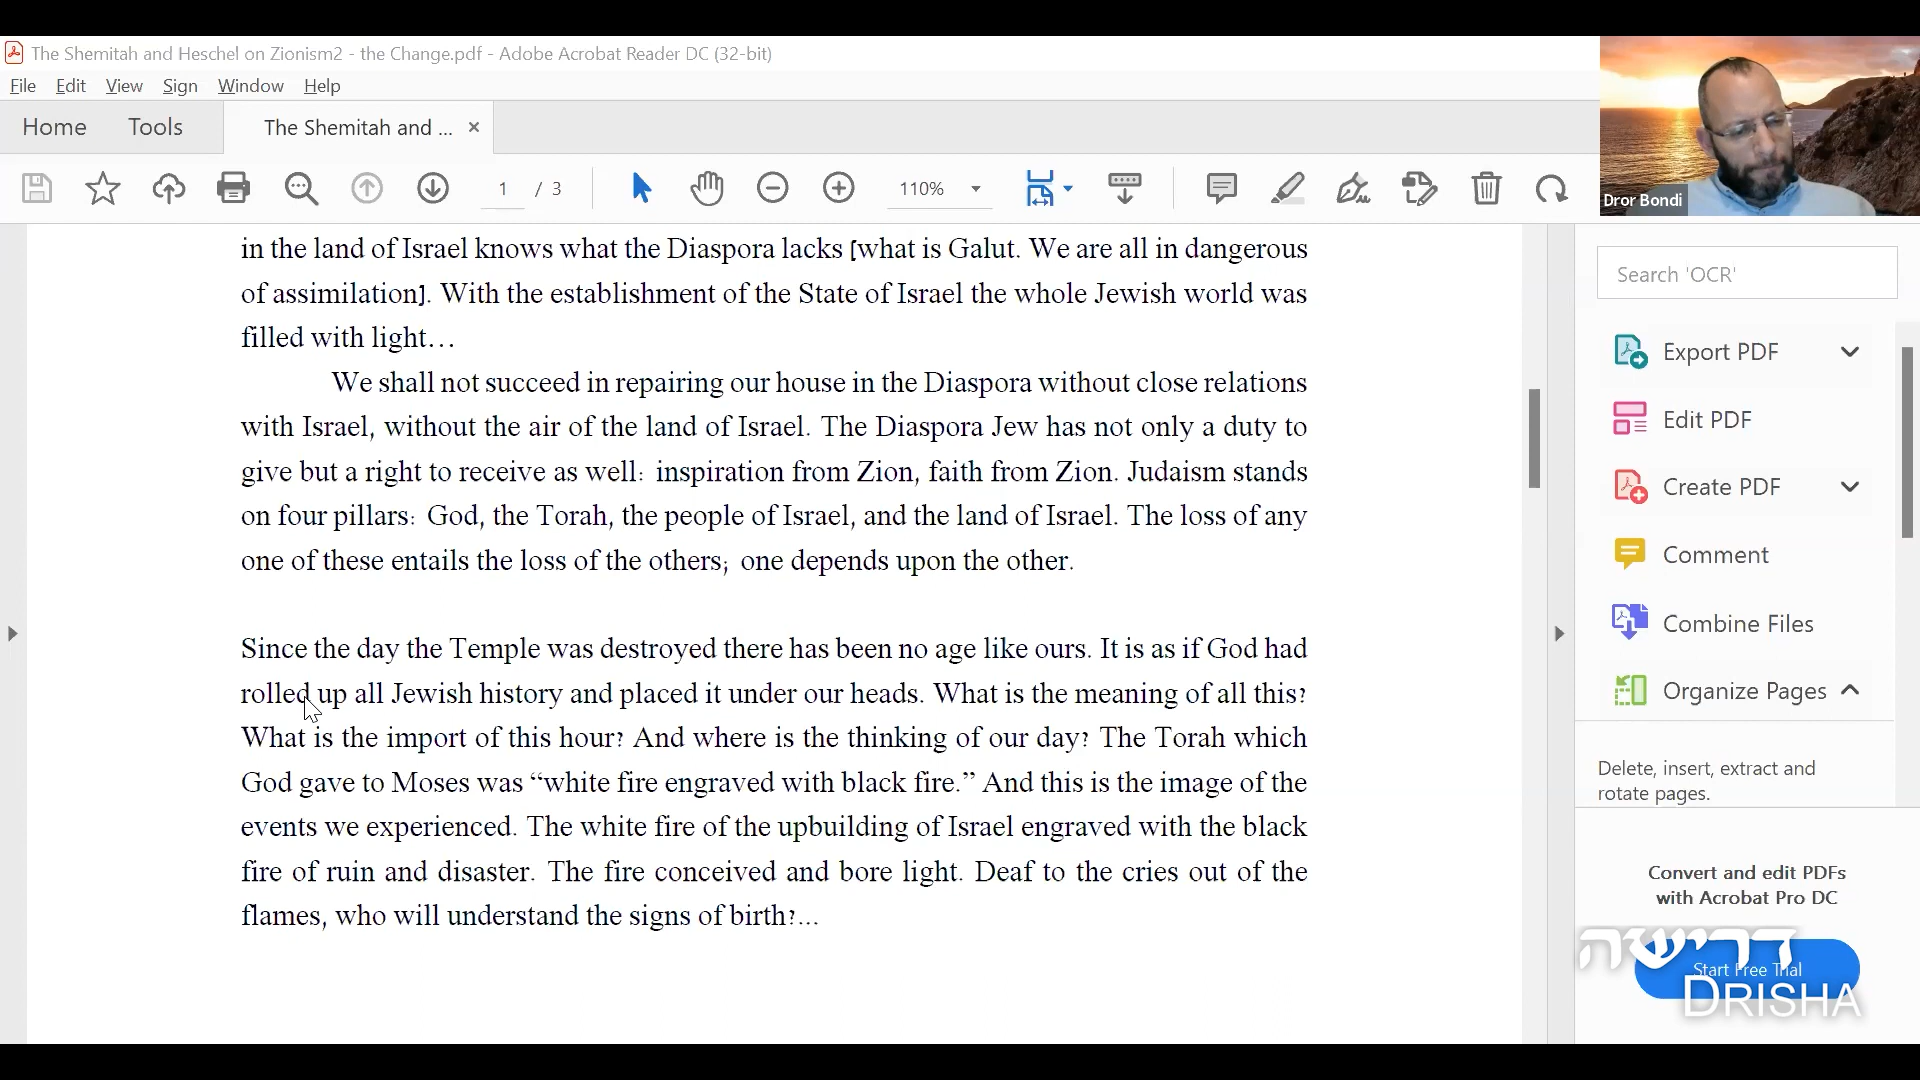 The Shemitah and Heschel on Zionism2 - the Change.pdf - Adobe Acrobat Reader DC (32-bit)
File Edit View Sign Window Help
Home Tools The Shemitah and ... ×
1 / 3 110%
Dror Bondi
in the land of Israel knows what the Diaspora lacks [what is Galut. We are all in dangerous
of assimilation]. With the establishment of the State of Israel the whole Jewish world was
filled with light…
We shall not succeed in repairing our house in the Diaspora without close relations
with Israel, without the air of the land of Israel. The Diaspora Jew has not only a duty to
give but a right to receive as well: inspiration from Zion, faith from Zion. Judaism stands
on four pillars: God, the Torah, the people of Israel, and the land of Israel. The loss of any
one of these entails the loss of the others; one depends upon the other.
Since the day the Temple was destroyed there has been no age like ours. It is as if God had
rolled up all Jewish history and placed it under our heads. What is the meaning of all this?
What is the import of this hour? And where is the thinking of our day? The Torah which
God gave to Moses was “white fire engraved with black fire.” And this is the image of the
events we experienced. The white fire of the upbuilding of Israel engraved with the black
fire of ruin and disaster. The fire conceived and bore light. Deaf to the cries out of the
flames, who will understand the signs of birth?...
Search 'OCR'
Export PDF
Edit PDF
Create PDF
Comment
Combine Files
Organize Pages
Delete, insert, extract and
rotate pages.
Convert and edit PDFs
with Acrobat Pro DC
דרישה
Start Free Trial
DRISHA